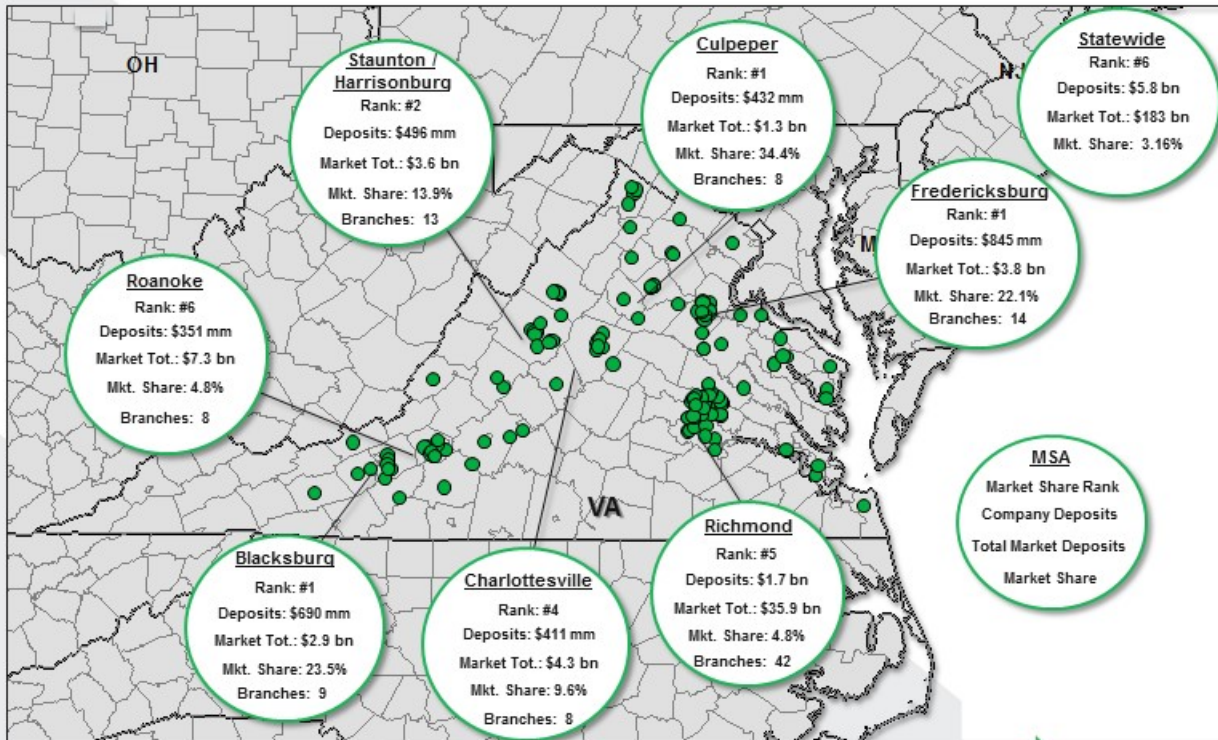 OH
Staunton /
Harrisonburg
Rank: #2
Deposits: $496 mm
Market Tot.: $3.6 bn
Mkt. Share: 13.9%
Branches: 13
Culpeper
Rank: #1
Deposits: $432 mm
Market Tot.: $1.3 bn
Mkt. Share: 34.4%
Branches: 8
NJ
Statewide
Rank: #6
Deposits: $5.8 bn
Market Tot.: $183 bn
Mkt. Share: 3.16%
Fredericksburg
Rank: #1
Deposits: $845 mm
Market Tot.: $3.8 bn
Mkt. Share: 22.1%
Branches: 14
Roanoke
Rank: #6
Deposits: $351 mm
Market Tot.: $7.3 bn
Mkt. Share: 4.8%
Branches: 8
MSA
Market Share Rank
Company Deposits
Total Market Deposits
Market Share
VA
Blacksburg
Rank: #1
Deposits: $690 mm
Market Tot.: $2.9 bn
Mkt. Share: 23.5%
Branches: 9
Charlottesville
Rank: #4
Deposits: $411 mm
Market Tot.: $4.3 bn
Mkt. Share: 9.6%
Branches: 8
Richmond
Rank: #5
Deposits: $1.7 bn
Market Tot.: $35.9 bn
Mkt. Share: 4.8%
Branches: 42